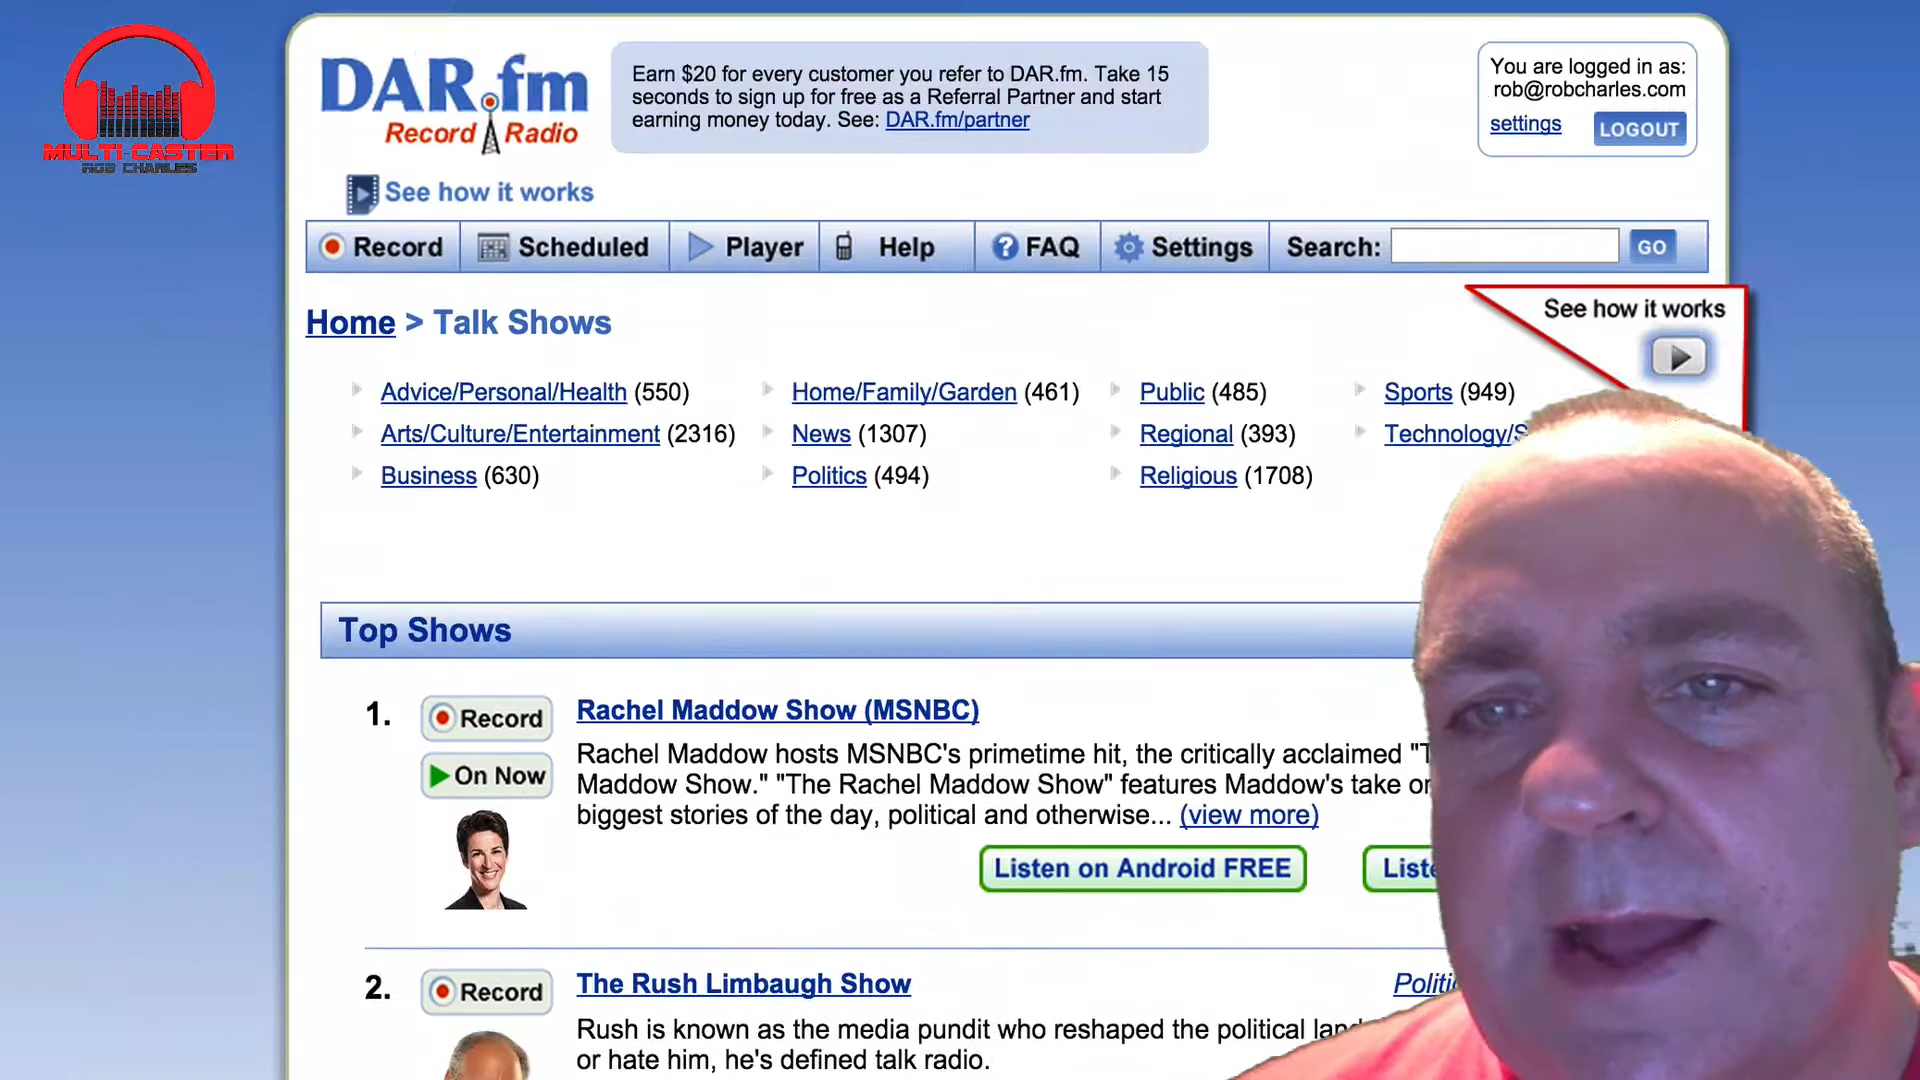 MULTI-CASTER
ROB CHARLES
DAR.fm
Record Radio
See how it works
Earn $20 for every customer you refer to DAR.fm. Take 15
seconds to sign up for free as a Referral Partner and start
earning money today. See: DAR.fm/partner
You are logged in as:
rob@robcharles.com
settings LOGOUT
Record Scheduled Player Help FAQ Settings Search: GO
Home > Talk Shows
See how it works
Advice/Personal/Health (550) Home/Family/Garden (461) Public (485) Sports (949)
Arts/Culture/Entertainment (2316) News (1307) Regional (393) Technology/S
Business (630) Politics (494) Religious (1708)
Top Shows
1. Record Rachel Maddow Show (MSNBC)
On Now
Rachel Maddow hosts MSNBC's primetime hit, the critically acclaimed "T
Maddow Show." "The Rachel Maddow Show" features Maddow's take on
biggest stories of the day, political and otherwise... (view more)
Listen on Android FREE Liste
2. Record The Rush Limbaugh Show Politi
Rush is known as the media pundit who reshaped the political land
or hate him, he's defined talk radio.